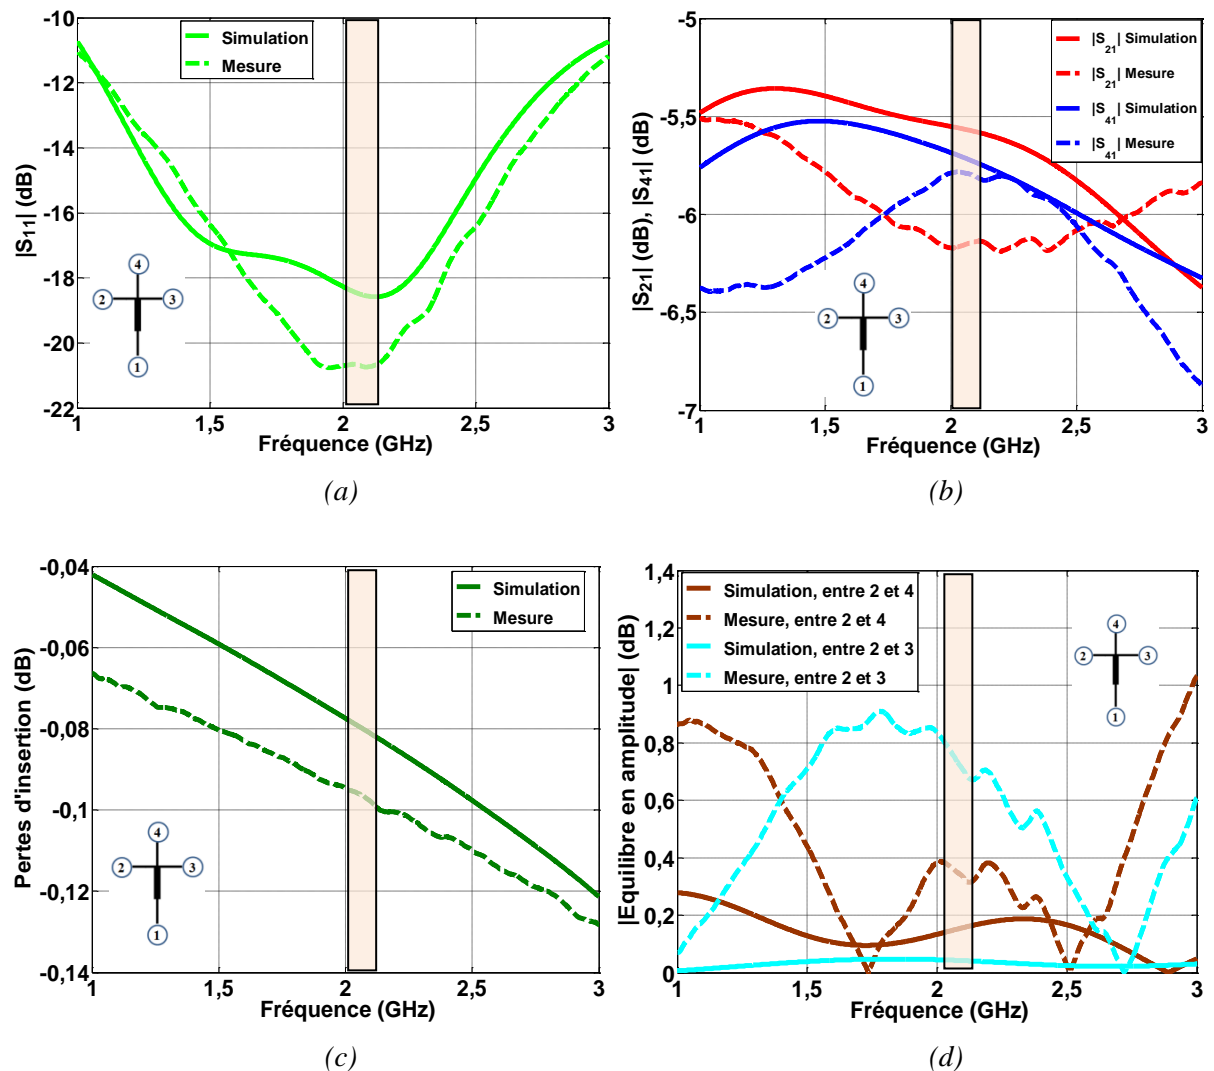 -10
-12
-14
-16
-18
-20
-22
|S11| (dB)
Simulation
Mesure
4
2
3
1
1
1,5
2
2,5
3
Fréquence (GHz)
(a)
-5
-5,5
-6
-6,5
-7
|S21| (dB), |S41| (dB)
|S21| Simulation
|S21| Mesure
|S41| Simulation
|S41| Mesure
4
2
3
1
1
1,5
2
2,5
3
Fréquence (GHz)
(b)
-0,04
-0,06
-0,08
-0,1
-0,12
-0,14
Pertes d'insertion (dB)
Simulation
Mesure
4
2
3
1
1
1,5
2
2,5
3
Fréquence (GHz)
(c)
1,4
1,2
1
0,8
0,6
0,4
0,2
0
|Equilibre en amplitude| (dB)
Simulation, entre 2 et 4
Mesure, entre 2 et 4
Simulation, entre 2 et 3
Mesure, entre 2 et 3
4
2
3
1
1
1,5
2
2,5
3
Fréquence (GHz)
(d)